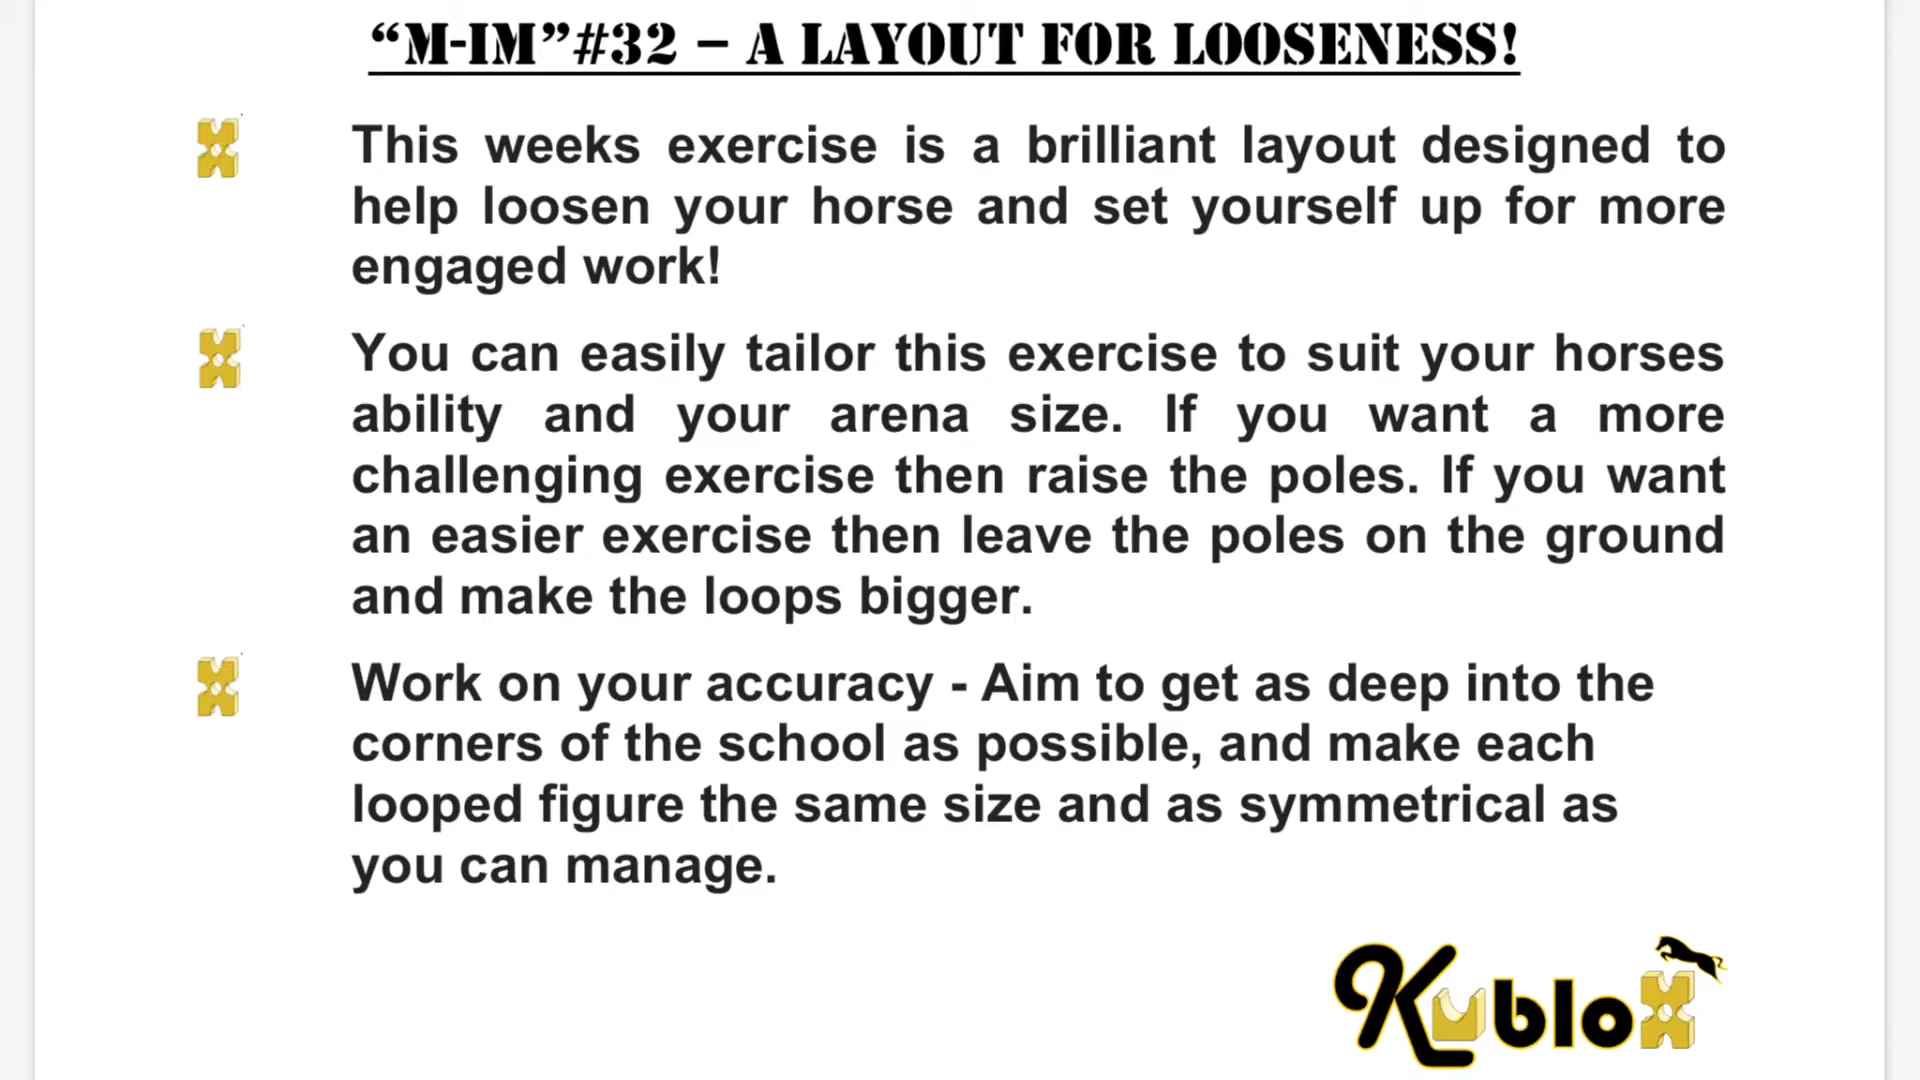 “M-IM”#32 – A LAYOUT FOR LOOSENESS!
This weeks exercise is a brilliant layout designed to
help loosen your horse and set yourself up for more
engaged work!
You can easily tailor this exercise to suit your horses
ability and your arena size. If you want a more
challenging exercise then raise the poles. If you want
an easier exercise then leave the poles on the ground
and make the loops bigger.
Work on your accuracy - Aim to get as deep into the
corners of the school as possible, and make each
looped figure the same size and as symmetrical as
you can manage.
Kublox